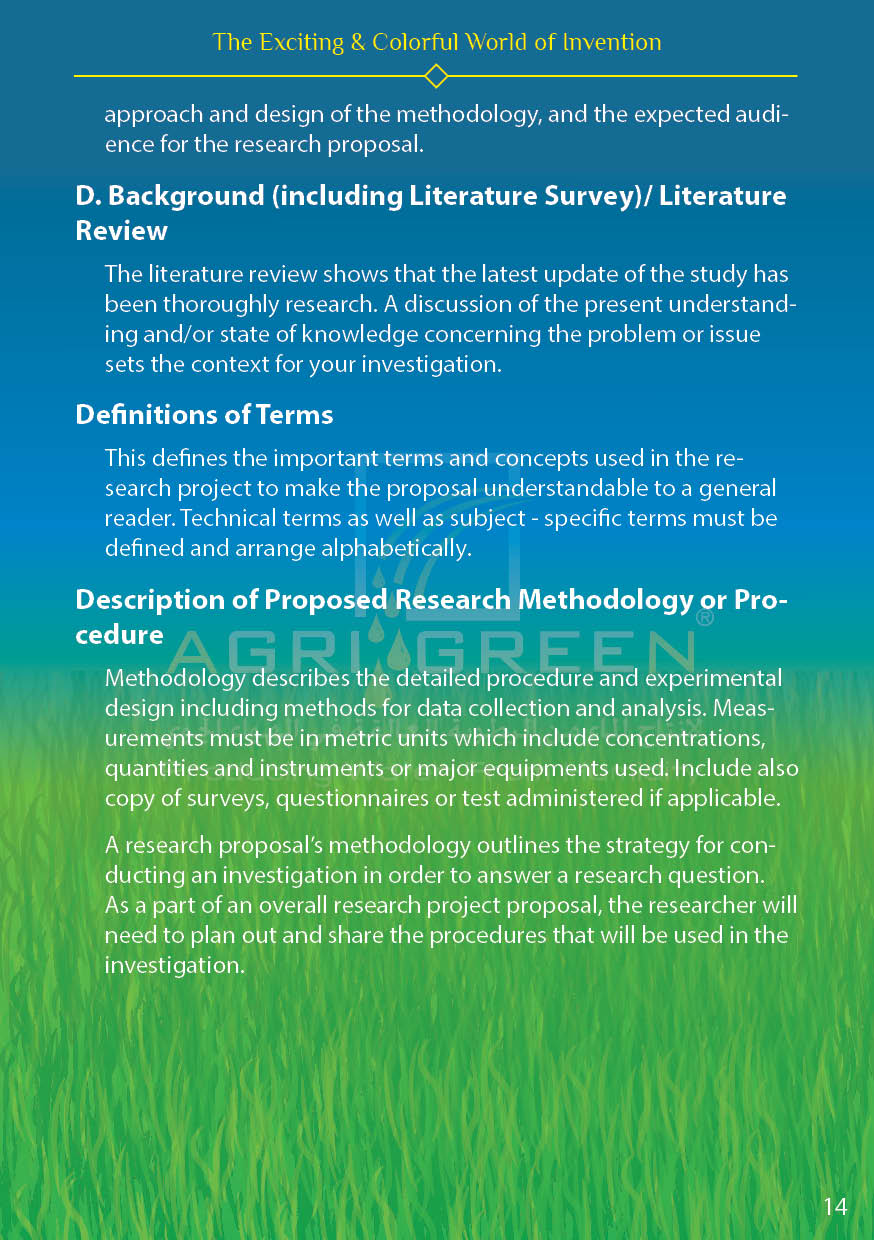 The Exciting & Colorful World of Invention
approach and design of the methodology, and the expected audi-
ence for the research proposal.
D. Background (including Literature Survey)/ Literature
Review
The literature review shows that the latest update of the study has
been thoroughly research. A discussion of the present understand-
ing and/or state of knowledge concerning the problem or issue
sets the context for your investigation.
Definitions of Terms
This defines the important terms and concepts used in the re-
search project to make the proposal understandable to a general
reader. Technical terms as well as subject - specific terms must be
defined and arrange alphabetically.
Description of Proposed Research Methodology or Pro-
cedure
AGRI GREEN ®
Methodology describes the detailed procedure and experimental
design including methods for data collection and analysis. Meas-
urements must be in metric units which include concentrations,
quantities and instruments or major equipments used. Include also
copy of surveys, questionnaires or test administered if applicable.
A research proposal’s methodology outlines the strategy for con-
ducting an investigation in order to answer a research question.
As a part of an overall research project proposal, the researcher will
need to plan out and share the procedures that will be used in the
investigation.
14